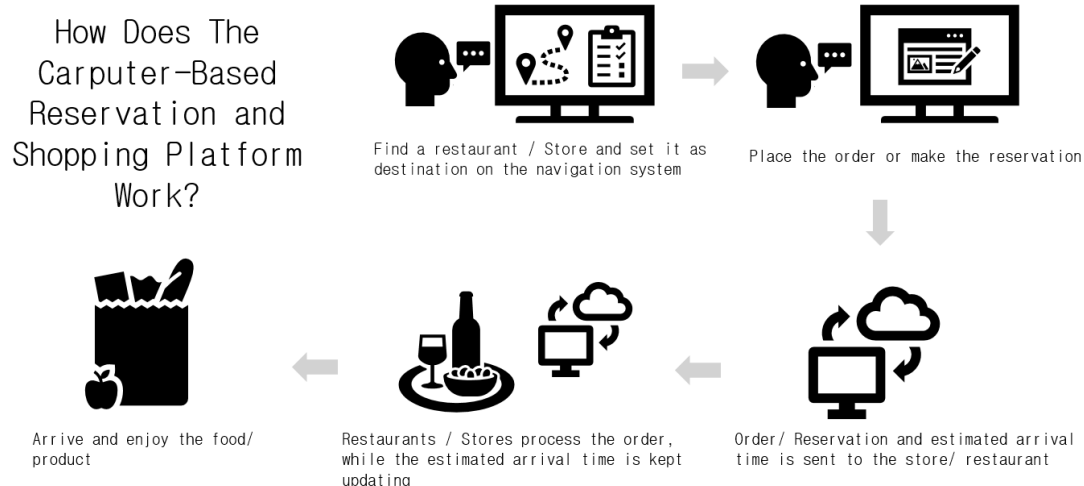 How Does The
Carputer-Based
Reservation and
Shopping Platform
Work?
Find a restaurant / Store and set it as
destination on the navigation system
Place the order or make the reservation
Order/ Reservation and estimated arrival
time is sent to the store/ restaurant
Restaurants / Stores process the order,
while the estimated arrival time is kept
updating
Arrive and enjoy the food/
product